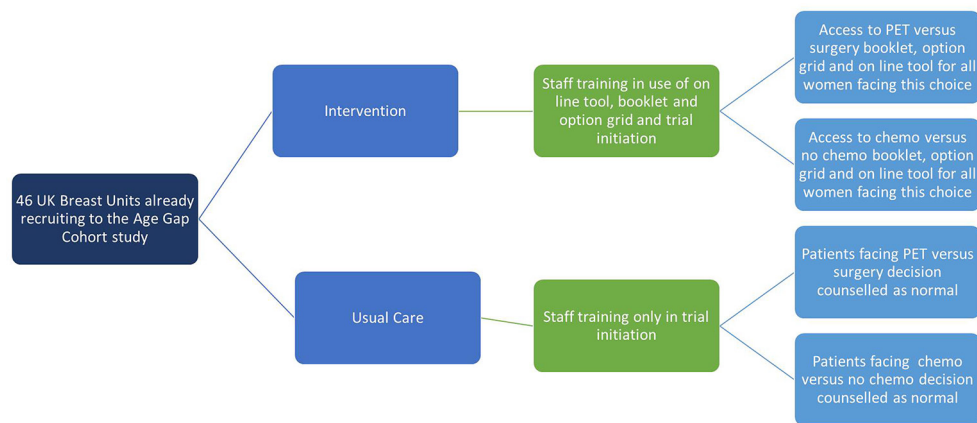 46 UK Breast Units already
recruiting to the Age Gap
Cohort study
Intervention
Staff training in use of on
line tool, booklet and
option grid and trial
initiation
Access to PET versus
surgery booklet, option
grid and on line tool for all
women facing this choice
Access to chemo versus
no chemo booklet, option
grid and on line tool for all
women facing this choice
Usual Care
Staff training only in trial
initiation
Patients facing PET versus
surgery decision
counselled as normal
Patients facing chemo
versus no chemo decision
counselled as normal